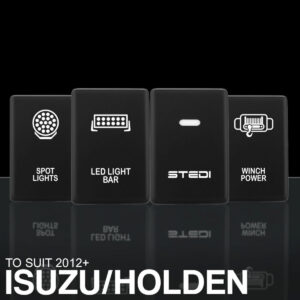 SPOT
LIGHTS
LED LIGHT
BAR
STEDI
WINCH
POWER
TO SUIT 2012+
ISUZU/HOLDEN